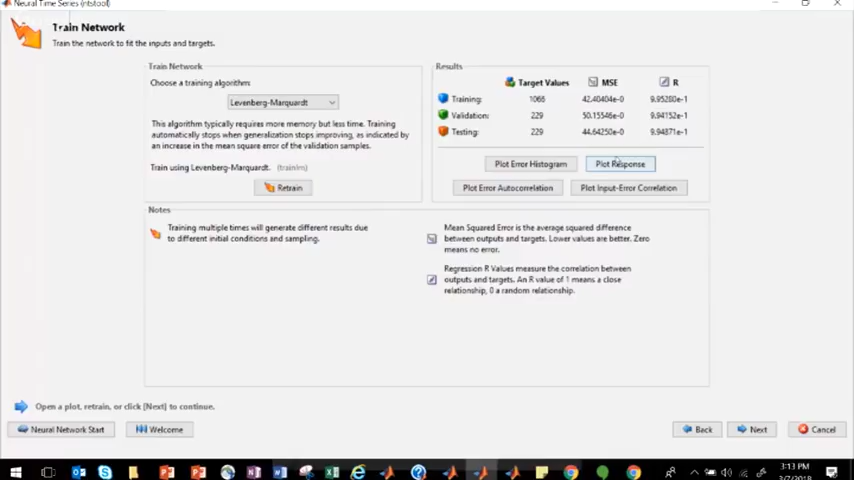 Neural Time Series (ntstool)
Train Network
Train the network to fit the inputs and targets.
Train Network
Choose a training algorithm:
Levenberg-Marquardt
This algorithm typically requires more memory but less time. Training
automatically stops when generalization stops improving, as indicated by
an increase in the mean square error of the validation samples.
Train using Levenberg-Marquardt. (trainlm)
Retrain
Results
Target Values MSE R
Training: 1066 42.40404e-0 9.95280e-1
Validation: 229 50.15546e-0 9.94152e-1
Testing: 229 44.64250e-0 9.94871e-1
Plot Error Histogram Plot Response
Plot Error Autocorrelation Plot Input-Error Correlation
Notes
Training multiple times will generate different results due
to different initial conditions and sampling.
Mean Squared Error is the average squared difference
between outputs and targets. Lower values are better. Zero
means no error.
Regression R Values measure the correlation between
outputs and targets. An R value of 1 means a close
relationship, 0 a random relationship.
Open a plot, retrain, or click [Next] to continue.
Neural Network Start Welcome Back Next Cancel
3:13 PM
3/7/2018